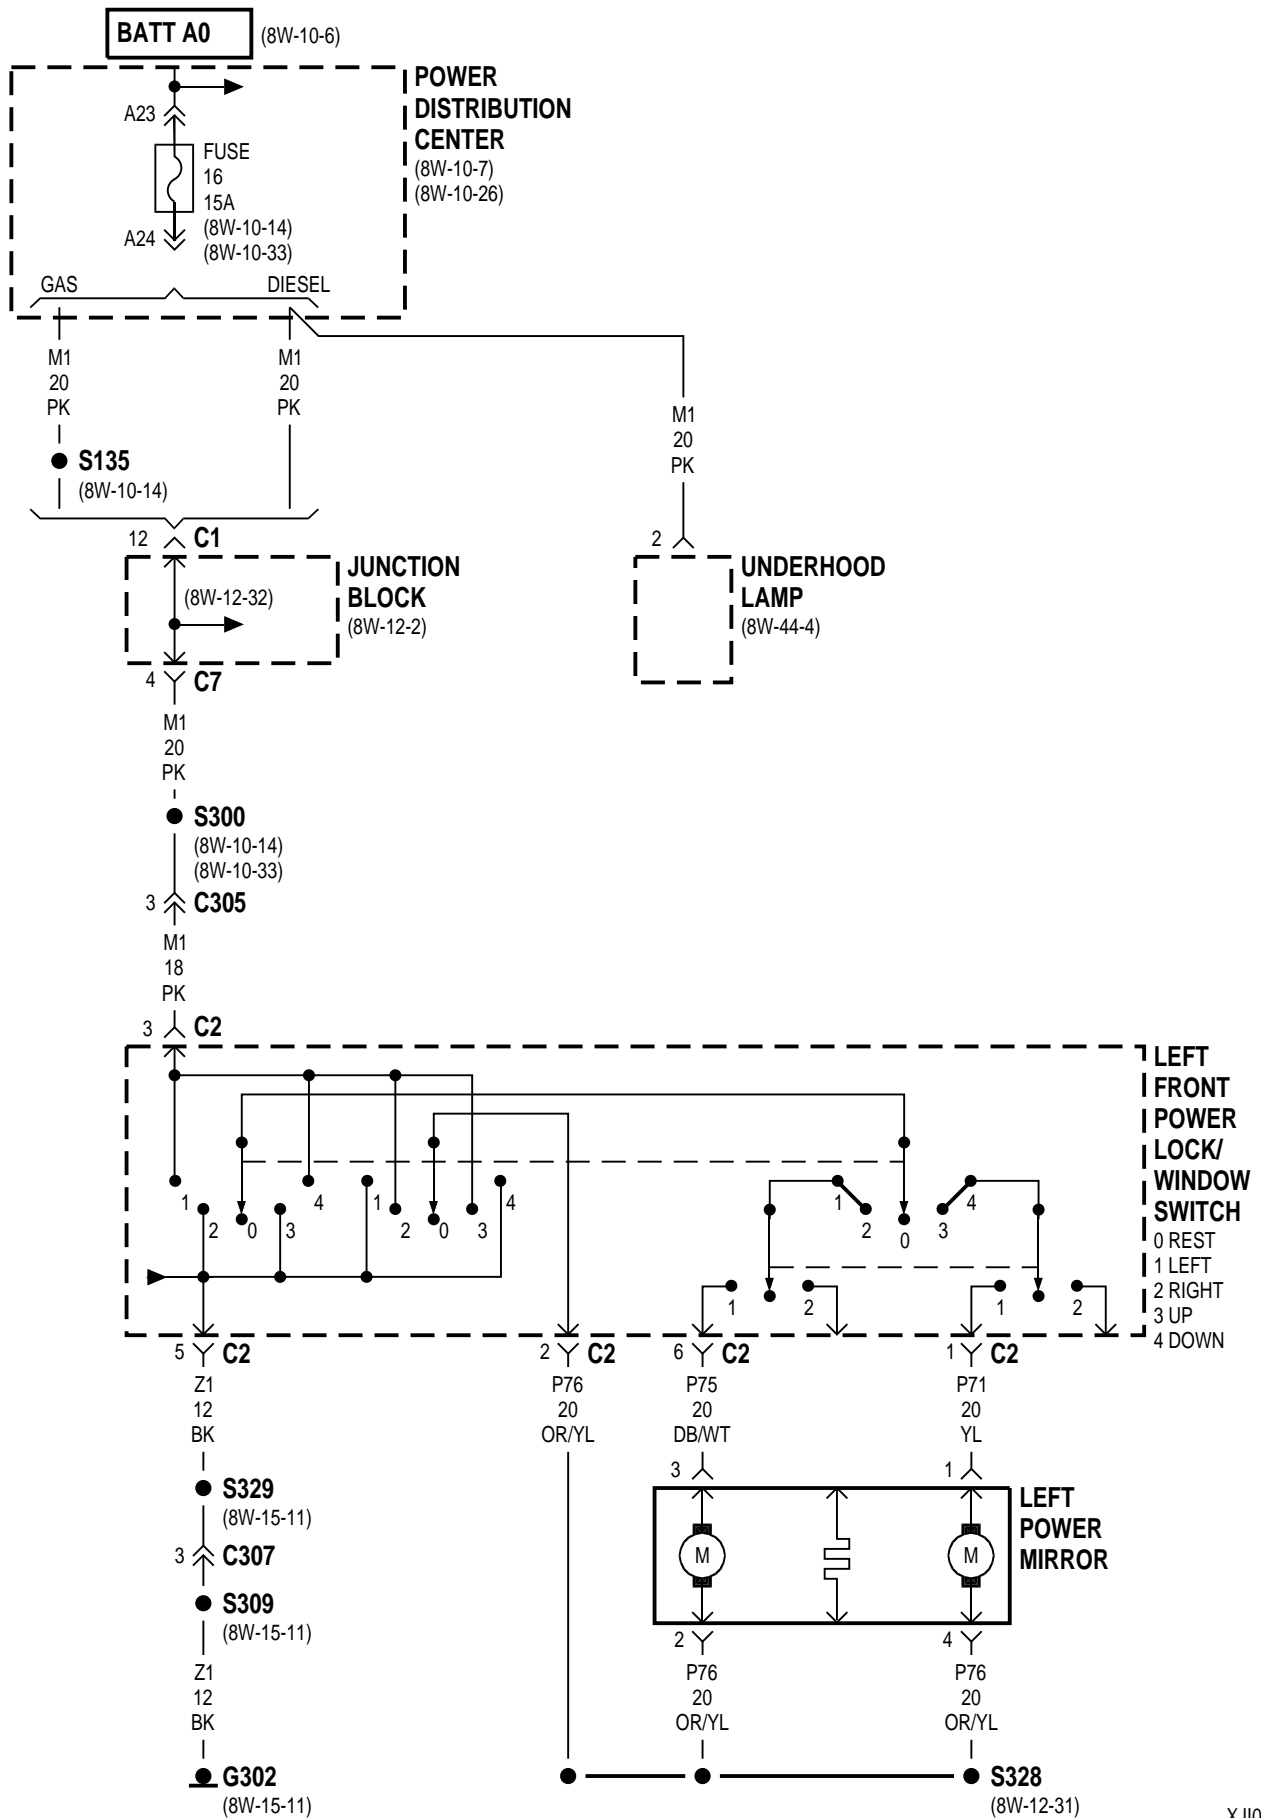 BATT A0 (8W-10-6)
POWER
DISTRIBUTION
CENTER
(8W-10-7)
(8W-10-26)
A23
FUSE
16
15A
(8W-10-14)
(8W-10-33)
A24
GAS DIESEL
M1
20
PK
M1
20
PK
M1
20
PK
S135
(8W-10-14)
12 C1
JUNCTION
BLOCK
(8W-12-2)
(8W-12-32)
2
UNDERHOOD
LAMP
(8W-44-4)
4 C7
M1
20
PK
S300
(8W-10-14)
(8W-10-33)
3 C305
M1
18
PK
3 C2
LEFT
FRONT
POWER
LOCK/
WINDOW
SWITCH
0 REST
1 LEFT
2 RIGHT
3 UP
4 DOWN
1 2 0 3 4 1 2 0 3 4
1 2 0 3 4
1 2 1 2
5 C2 2 C2 6 C2 1 C2
Z1
12
BK
P76
20
OR/YL
P75
20
DB/WT
P71
20
YL
S329
(8W-15-11)
3 C307
S309
(8W-15-11)
Z1
12
BK
G302
(8W-15-11)
3 1
LEFT
POWER
MIRROR
M M
2 4
P76
20
OR/YL
P76
20
OR/YL
S328
(8W-12-31)